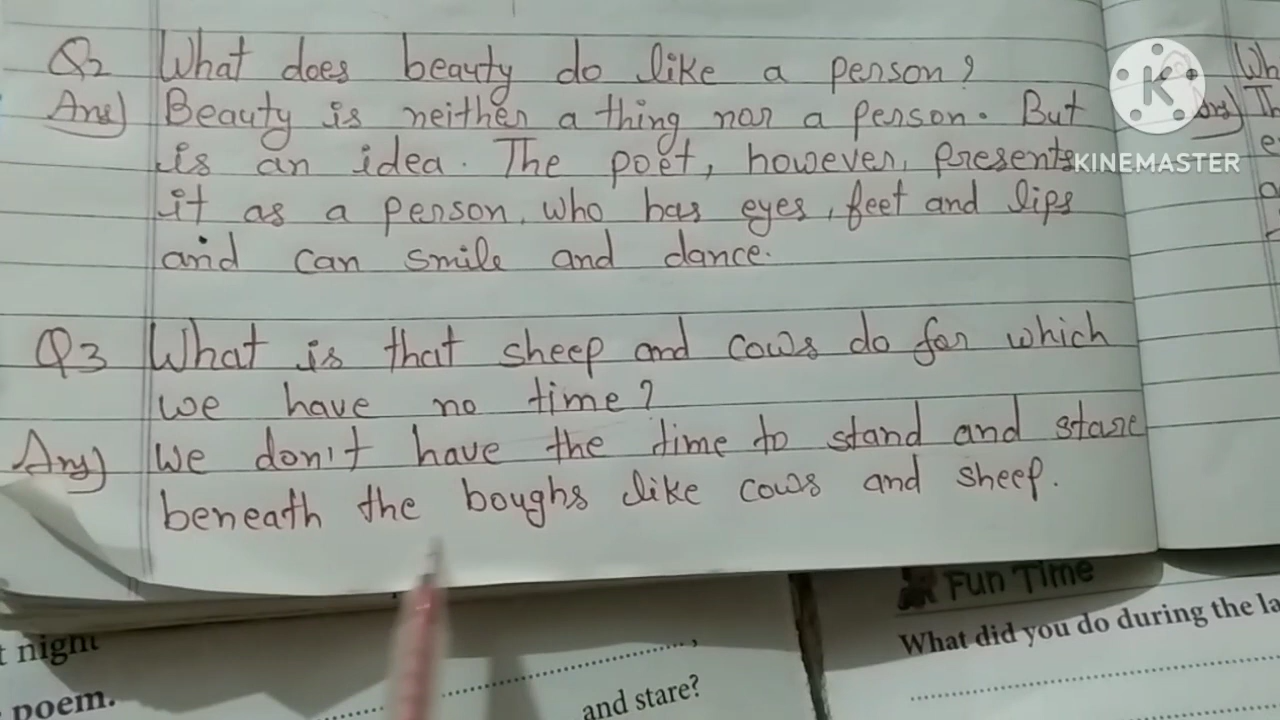 Q2 What does beauty do like a person?
Ans) Beauty is neither a thing nor a person. But
is an idea. The poet, however, presents
it as a person, who has eyes, feet and lips
and can smile and dance.
Q3 What is that sheep and cows do for which
we have no time?
Ans) We don't have the time to stand and stare
beneath the boughs like cows and sheep.
Wh
Ans) Th
K
KINEMASTER
t night
poem.
and stare?
Fun Time
What did you do during the la